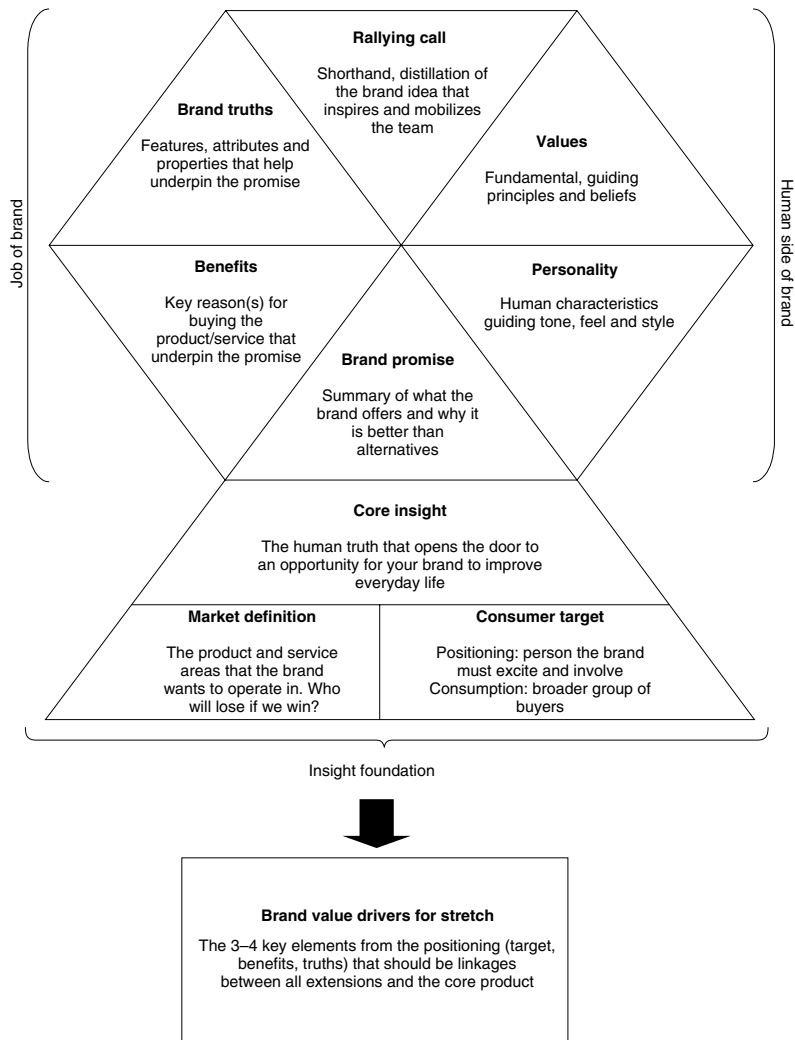 Rallying call
Shorthand, distillation of
the brand idea that
inspires and mobilizes
the team
Brand truths
Features, attributes and
properties that help
underpin the promise
Values
Fundamental, guiding
principles and beliefs
Job of brand
Human side of brand
Benefits
Key reason(s) for
buying the
product/service that
underpin the promise
Personality
Human characteristics
guiding tone, feel and style
Brand promise
Summary of what the
brand offers and why it
is better than
alternatives
Core insight
The human truth that opens the door to
an opportunity for your brand to improve
everyday life
Market definition
The product and service
areas that the brand
wants to operate in. Who
will lose if we win?
Consumer target
Positioning: person the brand
must excite and involve
Consumption: broader group of
buyers
Insight foundation
Brand value drivers for stretch
The 3–4 key elements from the positioning (target,
benefits, truths) that should be linkages
between all extensions and the core product